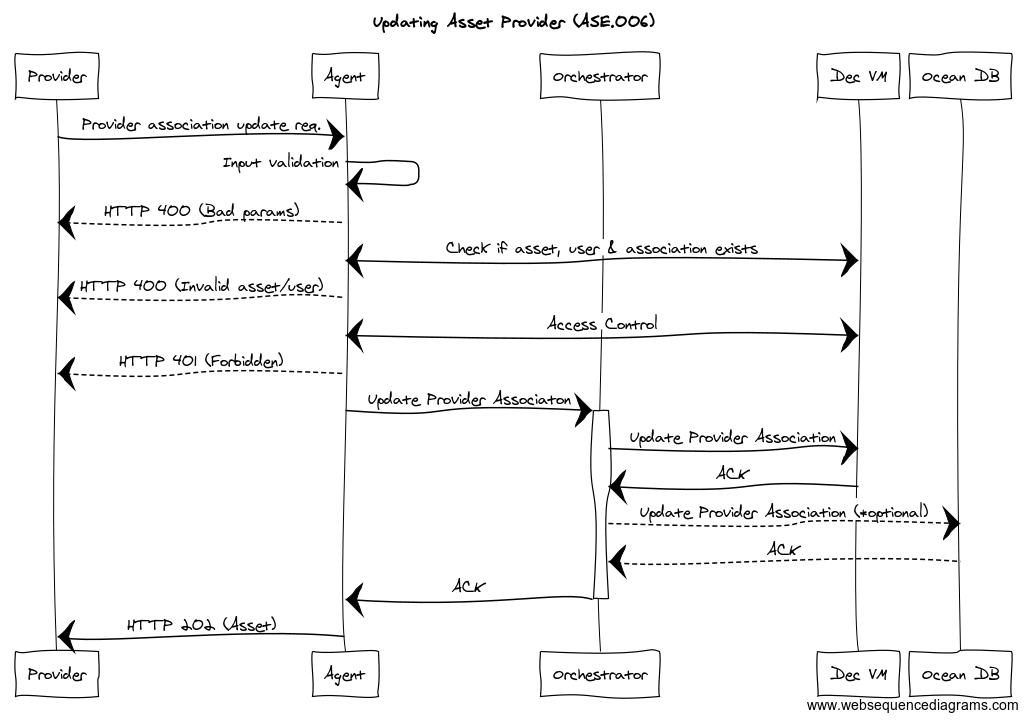 Updating Asset Provider (ASE.006)
Provider
Agent
Orchestrator
Dec VM
Ocean DB
Provider association update req.
Input validation
HTTP 400 (Bad params)
Check if asset, user & association exists
HTTP 400 (Invalid asset/user)
Access Control
HTTP 401 (Forbidden)
Update Provider Associaton
Update Provider Association
ACK
Update Provider Association (*optional)
ACK
ACK
HTTP 202 (Asset)
Provider
Agent
Orchestrator
Dec VM
Ocean DB
www.websequencediagrams.com